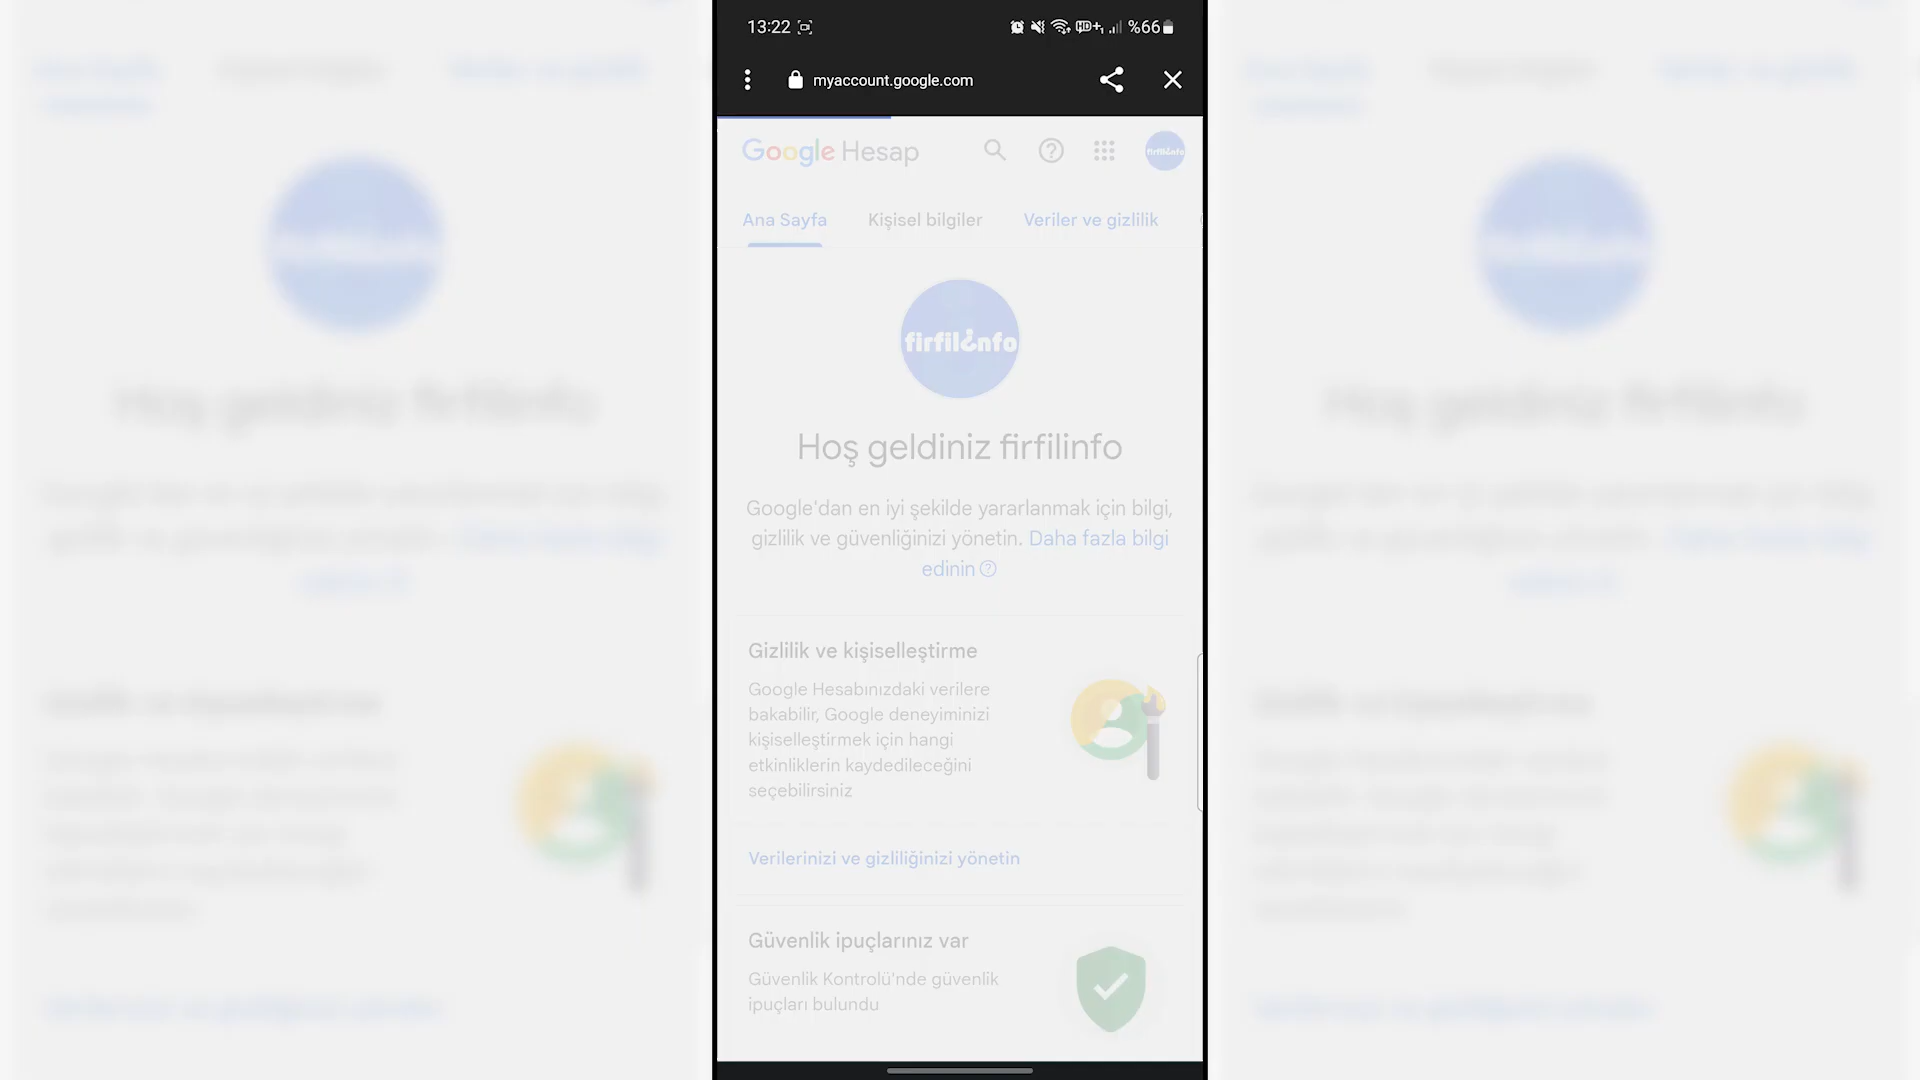 13:22
%66
myaccount.google.com
Google Hesap
firfilinfo
Ana Sayfa Kişisel bilgiler Veriler ve gizlilik
firfilinfo
Hoş geldiniz firfilinfo
Google'dan en iyi şekilde yararlanmak için bilgi,
gizlilik ve güvenliğinizi yönetin. Daha fazla bilgi
edinin
Gizlilik ve kişiselleştirme
Google Hesabınızdaki verilere
bakabilir, Google deneyiminizi
kişiselleştirmek için hangi
etkinliklerin kaydedileceğini
seçebilirsiniz
Verilerinizi ve gizliliğinizi yönetin
Güvenlik ipuçlarınız var
Güvenlik Kontrolü'nde güvenlik
ipuçları bulundu